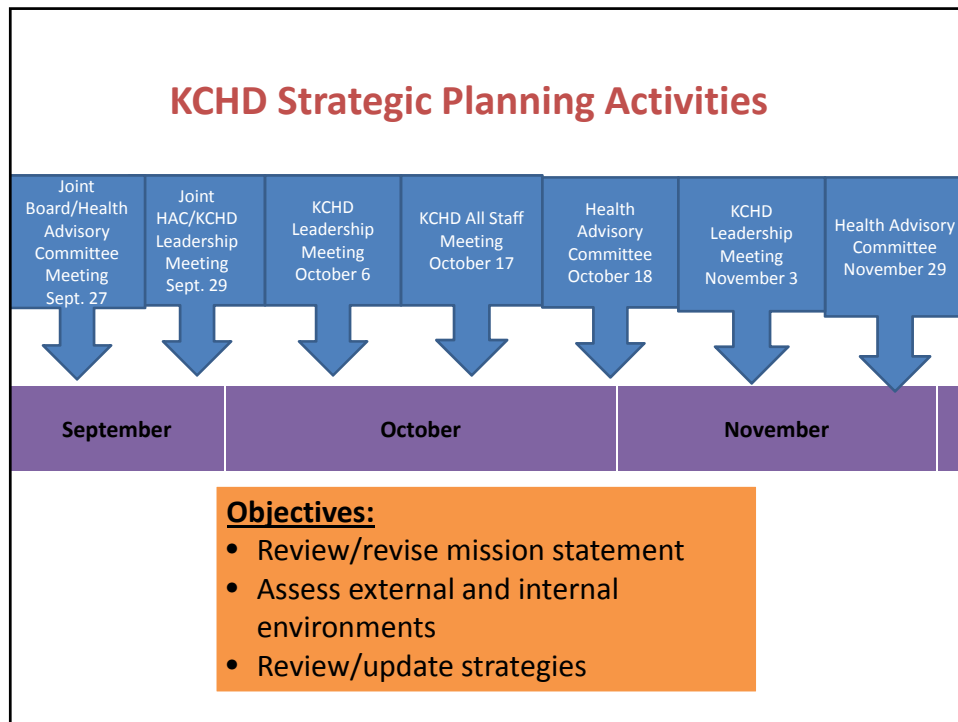 KCHD Strategic Planning Activities
Joint
Board/Health
Advisory
Committee
Meeting
Sept. 27
Joint
HAC/KCHD
Leadership
Meeting
Sept. 29
KCHD
Leadership
Meeting
October 6
KCHD All Staff
Meeting
October 17
Health
Advisory
Committee
October 18
KCHD
Leadership
Meeting
November 3
Health Advisory
Committee
November 29
September
October
November
Objectives:
• Review/revise mission statement
• Assess external and internal
environments
• Review/update strategies